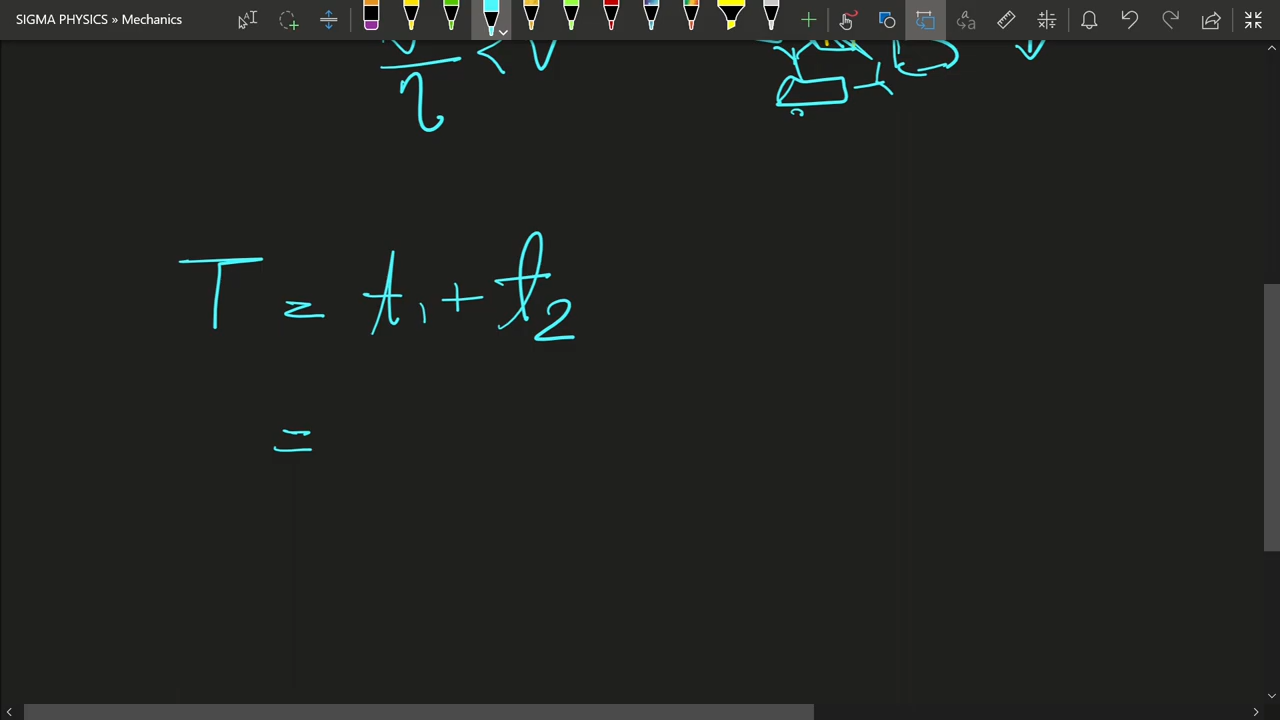 SIGMA PHYSICS » Mechanics
η < V
T = t₁ + t₂
=